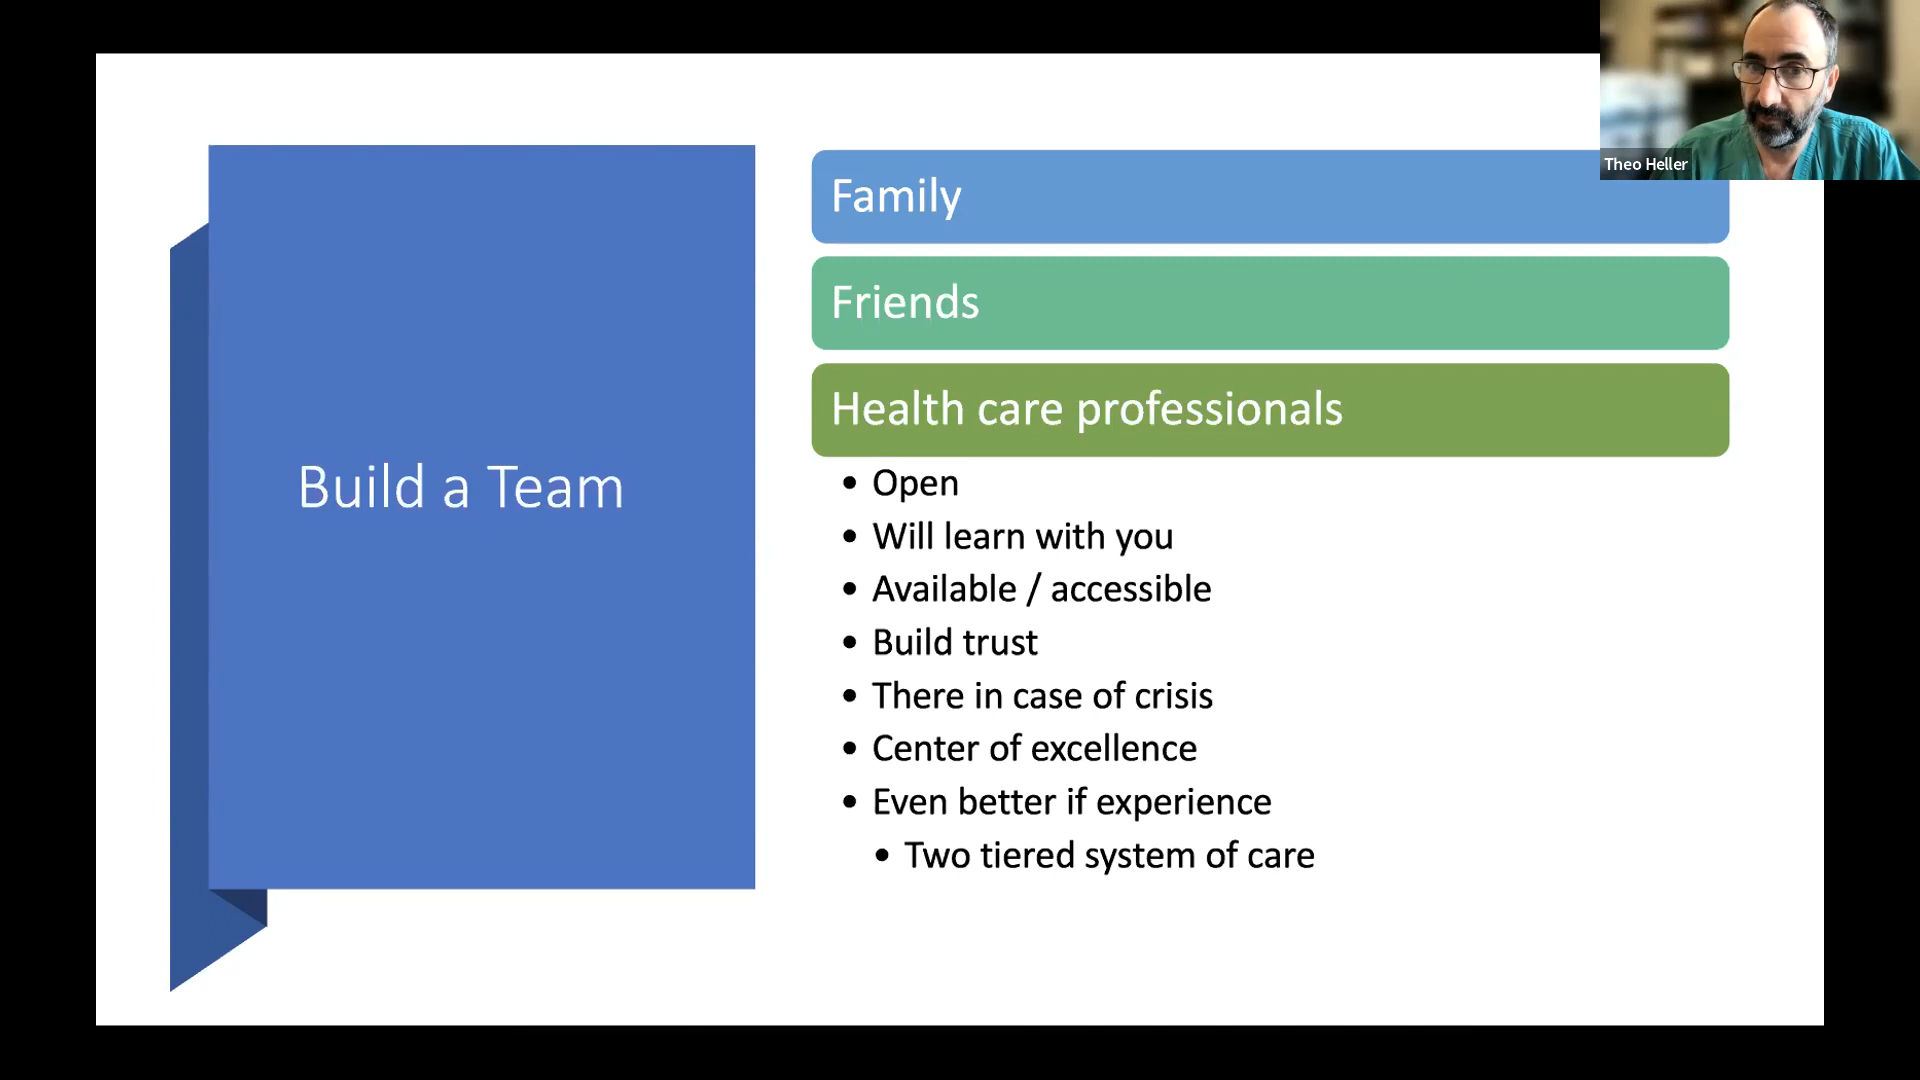 Theo Heller
Build a Team
Family
Friends
Health care professionals
• Open
• Will learn with you
• Available / accessible
• Build trust
• There in case of crisis
• Center of excellence
• Even better if experience
• Two tiered system of care